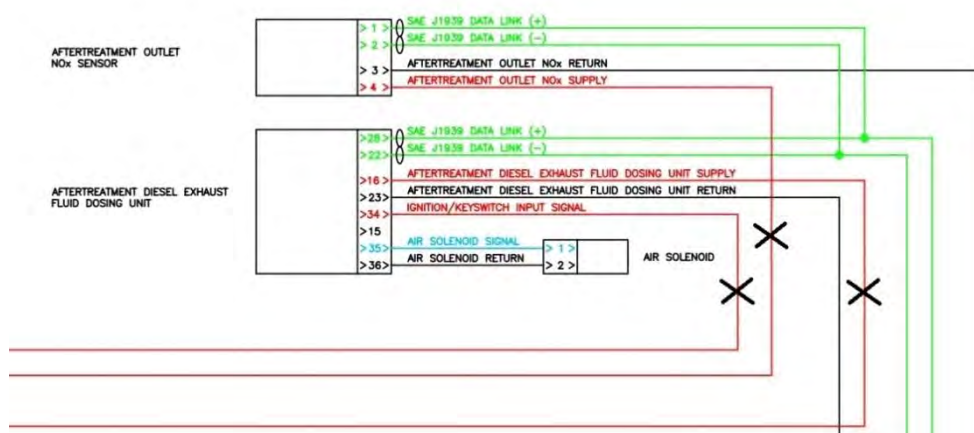 AFTERTREATMENT OUTLET
NOx SENSOR
> 1 >
SAE J1939 DATA LINK (+)
> 2 >
SAE J1939 DATA LINK (-)
> 3 >
AFTERTREATMENT OUTLET NOx RETURN
> 4 >
AFTERTREATMENT OUTLET NOx SUPPLY
AFTERTREATMENT DIESEL EXHAUST
FLUID DOSING UNIT
>28>
SAE J1939 DATA LINK (+)
>22>
SAE J1939 DATA LINK (-)
>16>
AFTERTREATMENT DIESEL EXHAUST FLUID DOSING UNIT SUPPLY
>23>
AFTERTREATMENT DIESEL EXHAUST FLUID DOSING UNIT RETURN
>34>
IGNITION/KEYSWITCH INPUT SIGNAL
>15
>35>
AIR SOLENOID SIGNAL
> 1 >
>36>
AIR SOLENOID RETURN
> 2 >
AIR SOLENOID